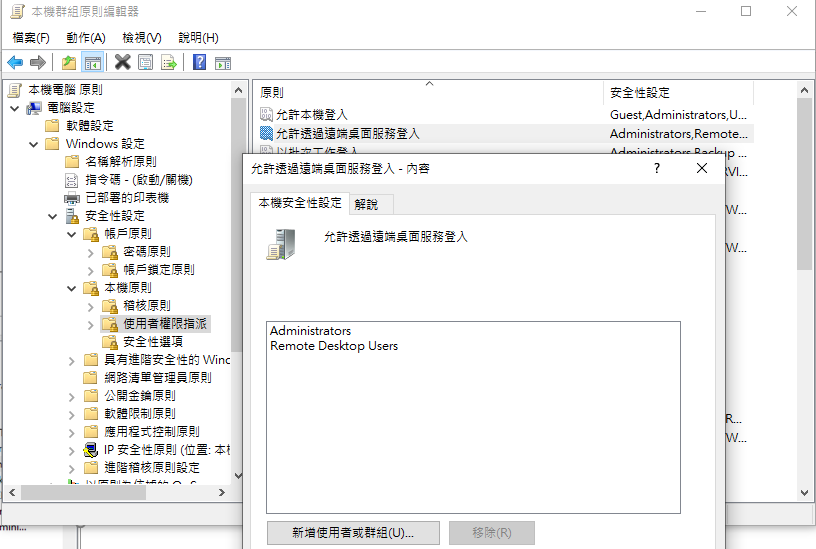 本機群組原則編輯器
檔案(F) 動作(A) 檢視(V) 說明(H)
本機電腦 原則
電腦設定
軟體設定
Windows 設定
名稱解析原則
指令碼 - (啟動/關機)
已部署的印表機
安全性設定
帳戶原則
密碼原則
帳戶鎖定原則
本機原則
稽核原則
使用者權限指派
安全性選項
具有進階安全性的 Winc
網路清單管理員原則
公開金鑰原則
軟體限制原則
應用程式控制原則
IP 安全性原則 (位置: 本機
進階稽核原則設定
原則 安全性設定
允許本機登入 Guest,Administrators,U...
允許透過遠端桌面服務登入 Administrators,Remote...
以批次工作登入 Administrators,Backup ...
RVI...
/W...
/W...
R...
/W...
允許透過遠端桌面服務登入 - 內容 ?
本機安全性設定 解說
允許透過遠端桌面服務登入
Administrators
Remote Desktop Users
新增使用者或群組(U)... 移除(R)